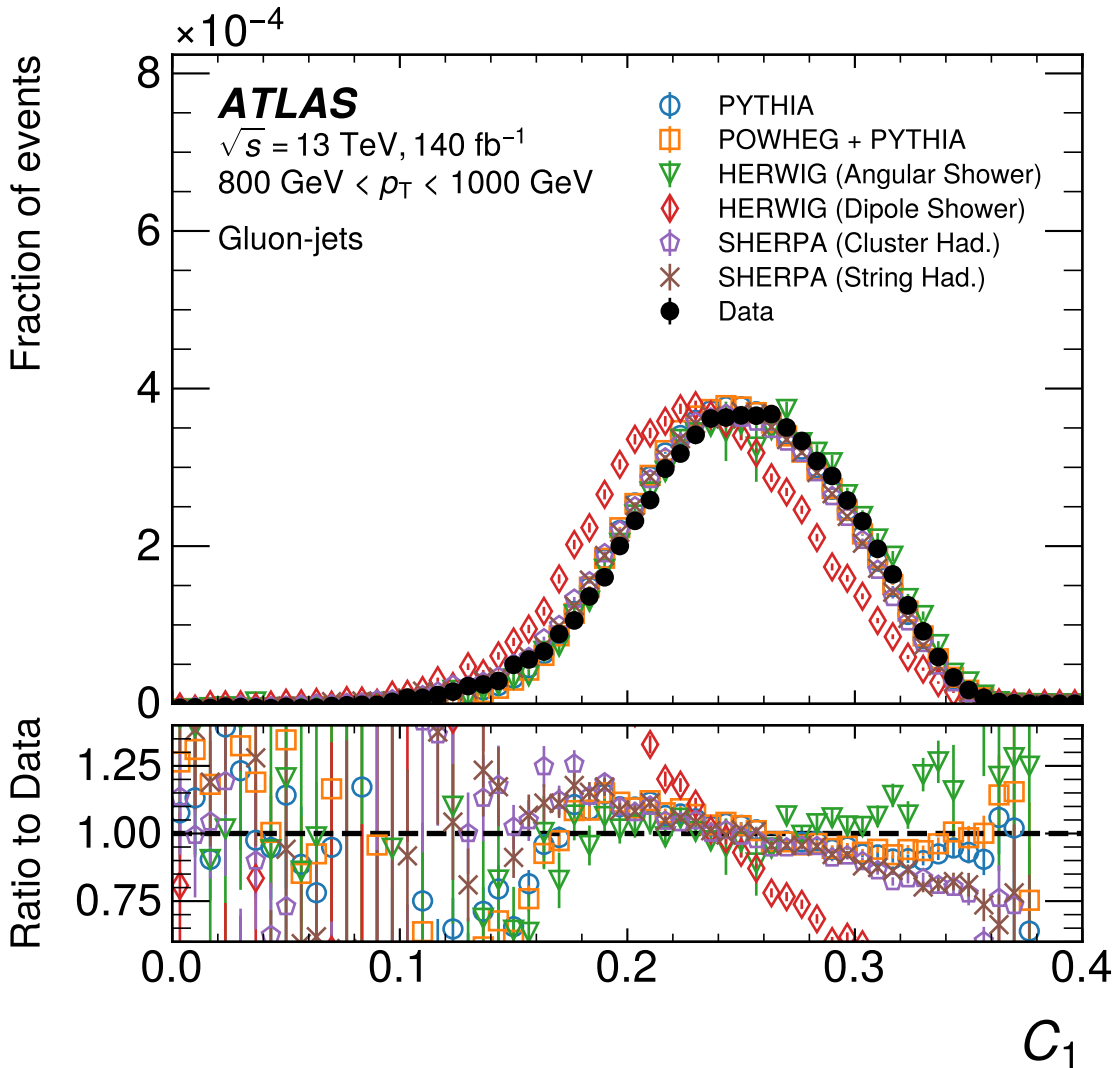 ×10⁻⁴
Fraction of events
8
6
4
2
0
ATLAS
√s = 13 TeV, 140 fb⁻¹
800 GeV < pT < 1000 GeV
Gluon-jets
PYTHIA
POWHEG + PYTHIA
HERWIG (Angular Shower)
HERWIG (Dipole Shower)
SHERPA (Cluster Had.)
SHERPA (String Had.)
Data
Ratio to Data
1.25
1.00
0.75
0.0 0.1 0.2 0.3 0.4
C₁